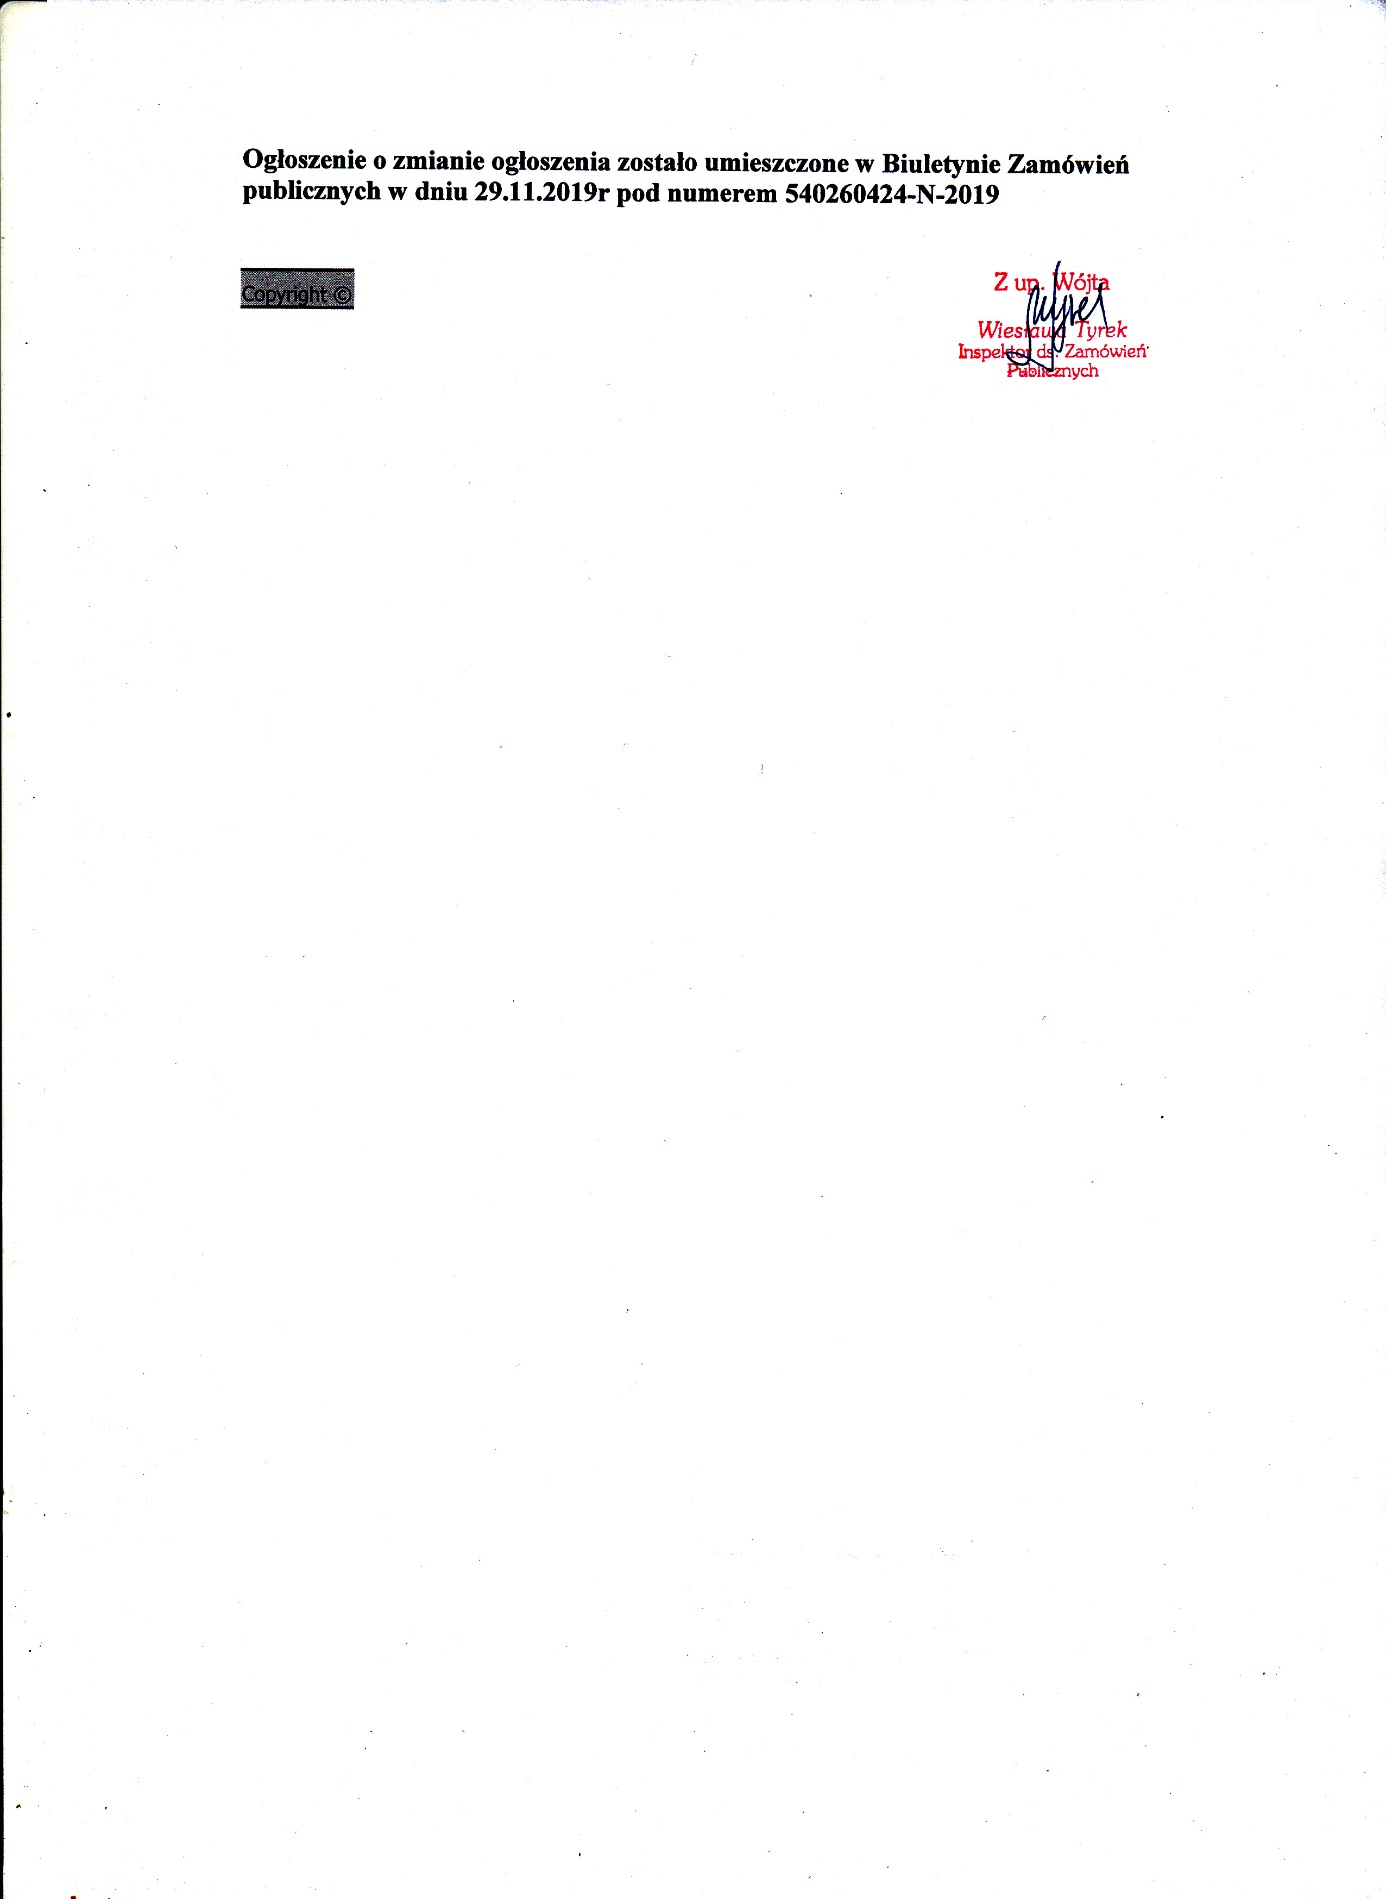 Ogłoszenie o zmianie ogłoszenia zostało umieszczone w Biuletynie Zamówień
publicznych w dniu 29.11.2019r pod numerem 540260424-N-2019
Copyright ©
Z up. Wójta
Wiesława Tyrek
Inspektor ds. Zamówień
Publicznych